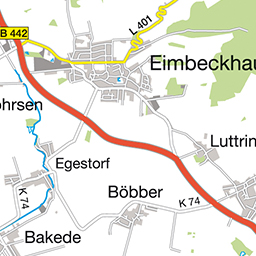 L 401
B 442
Eimbeckhau
ohrsen
Luttrin
Egestorf
K 74
Böbber
K 74
Bakede